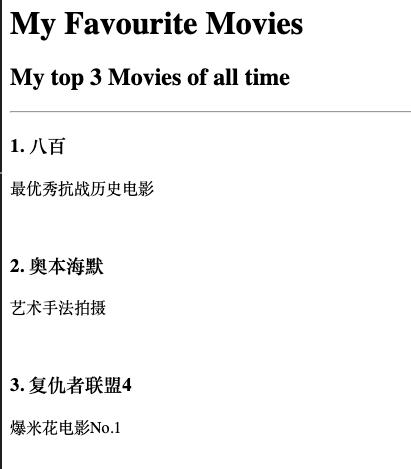 My Favourite Movies
My top 3 Movies of all time
1. 八百
最优秀抗战历史电影
2. 奥本海默
艺术手法拍摄
3. 复仇者联盟4
爆米花电影No.1